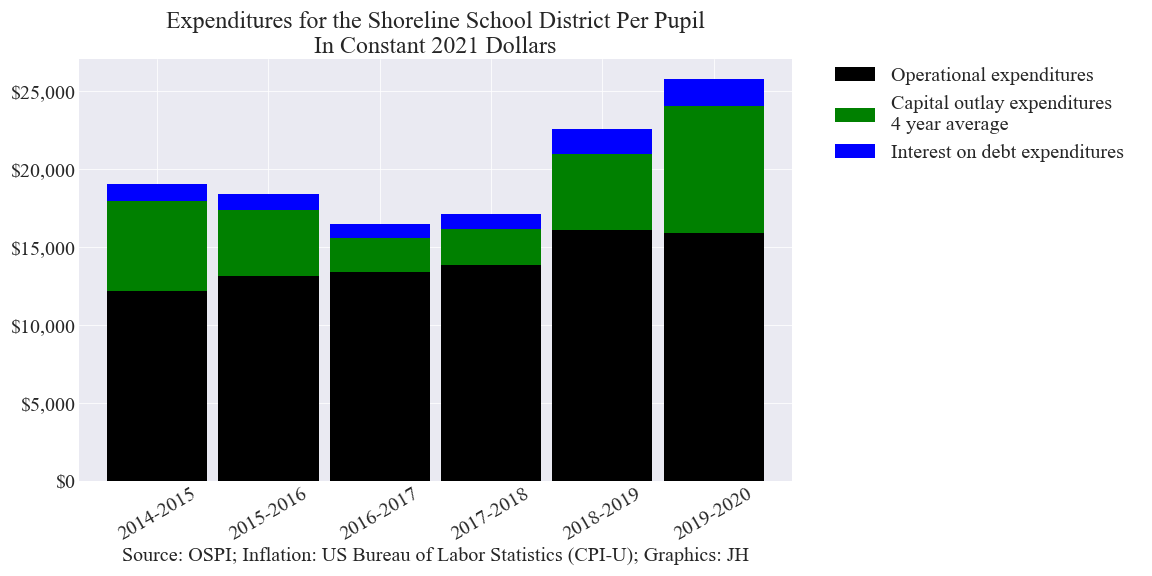 Expenditures for the Shoreline School District Per Pupil
In Constant 2021 Dollars
$25,000
$20,000
$15,000
$10,000
$5,000
$0
2014-2015
2015-2016
2016-2017
2017-2018
2018-2019
2019-2020
Source: OSPI; Inflation: US Bureau of Labor Statistics (CPI-U); Graphics: JH
Operational expenditures
Capital outlay expenditures
4 year average
Interest on debt expenditures